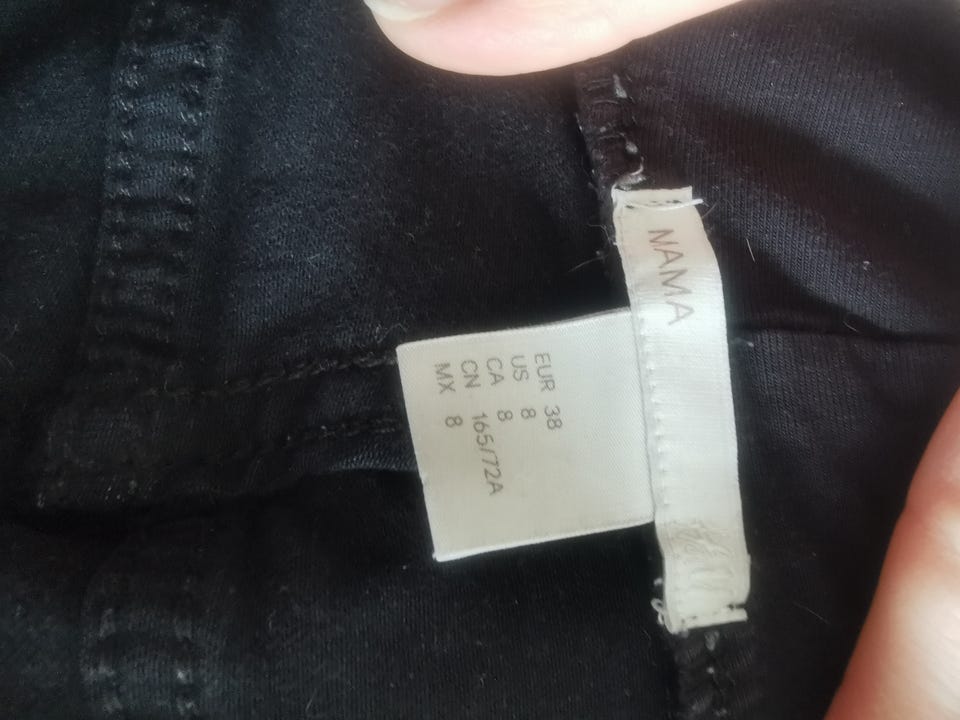 MAMA
EUR 38
US 8
CA 8
CN 165/72A
MX 8